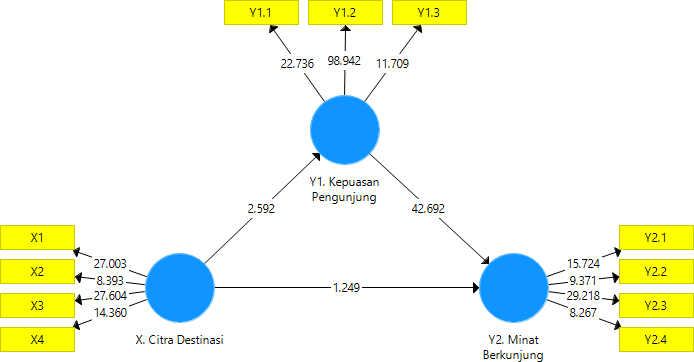 Y1.1
Y1.2
Y1.3
22.736
98.942
11.709
Y1. Kepuasan
Pengunjung
2.592
42.692
X1
X2
X3
X4
27.003
8.393
27.604
14.360
X. Citra Destinasi
1.249
Y2. Minat
Berkunjung
15.724
9.371
29.218
8.267
Y2.1
Y2.2
Y2.3
Y2.4